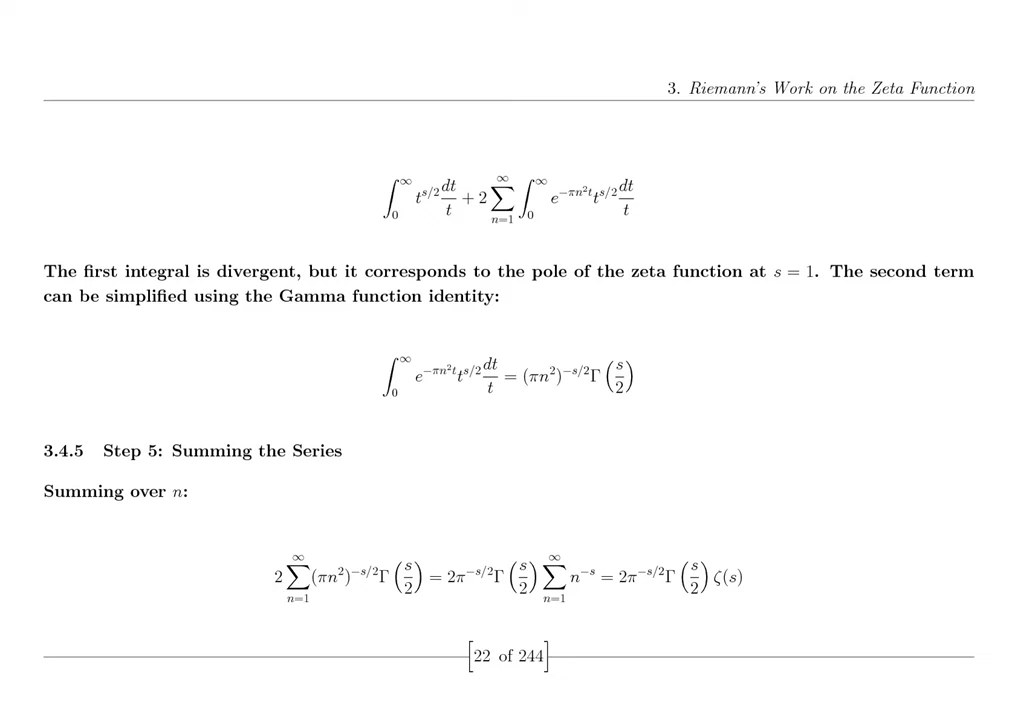 3. Riemann's Work on the Zeta Function
∫₀^∞ t^{s/2} dt/t + 2 ∑_{n=1}^∞ ∫₀^∞ e^{−πn²t} t^{s/2} dt/t
The first integral is divergent, but it corresponds to the pole of the zeta function at s = 1. The second term
can be simplified using the Gamma function identity:
∫₀^∞ e^{−πn²t} t^{s/2} dt/t = (πn²)^{−s/2} Γ(s/2)
3.4.5 Step 5: Summing the Series
Summing over n:
2 ∑_{n=1}^∞ (πn²)^{−s/2} Γ(s/2) = 2π^{−s/2} Γ(s/2) ∑_{n=1}^∞ n^{−s} = 2π^{−s/2} Γ(s/2) ζ(s)
[22 of 244]